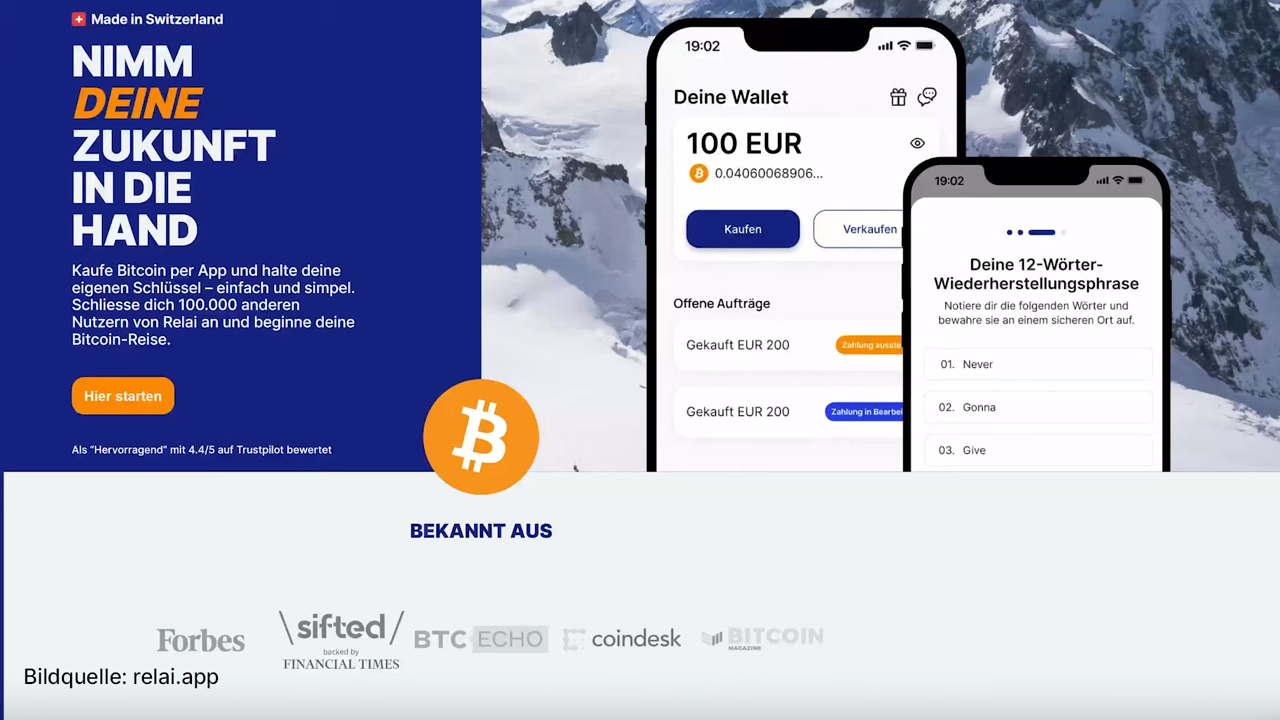 Made in Switzerland
NIMM
DEINE
ZUKUNFT
IN DIE
HAND
Kaufe Bitcoin per App und halte deine
eigenen Schlüssel – einfach und simpel.
Schliesse dich 100.000 anderen
Nutzern von Relai an und beginne deine
Bitcoin-Reise.
Hier starten
Als “Hervorragend” mit 4.4/5 auf Trustpilot bewertet
19:02
Deine Wallet
100 EUR
0.04060068906...
Kaufen
Verkaufen
Offene Aufträge
Gekauft EUR 200
Zahlung ausste
Gekauft EUR 200
Zahlung in Bearbei
19:02
Deine 12-Wörter-
Wiederherstellungsphrase
Notiere dir die folgenden Wörter und
bewahre sie an einem sicheren Ort auf.
01. Never
02. Gonna
03. Give
BEKANNT AUS
Forbes
\sifted/
backed by
FINANCIAL TIMES
BTC ECHO
coindesk
BITCOIN
MAGAZINE
Bildquelle: relai.app